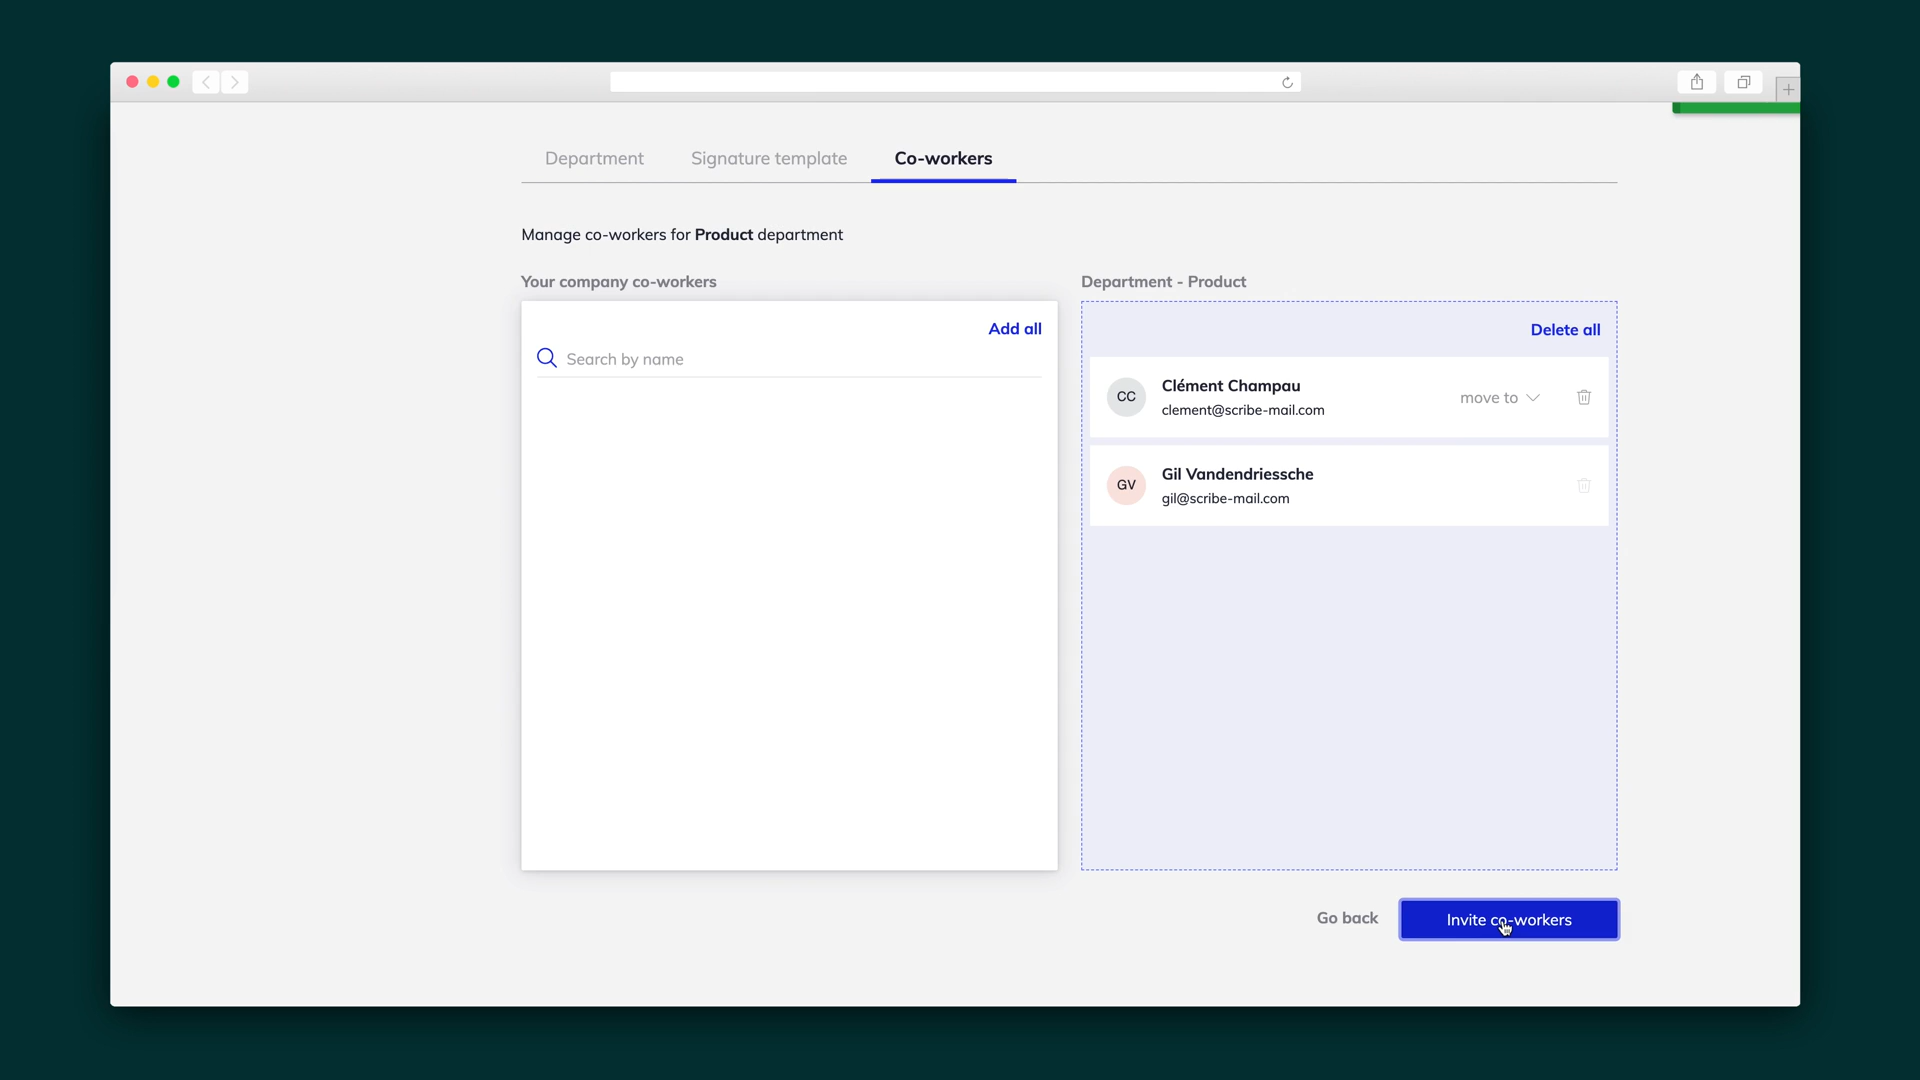 Department
Signature template
Co-workers
Manage co-workers for Product department
Your company co-workers
Department - Product
Add all
Search by name
Delete all
CC
Clément Champau
clement@scribe-mail.com
move to
GV
Gil Vandendriessche
gil@scribe-mail.com
Go back
Invite co-workers